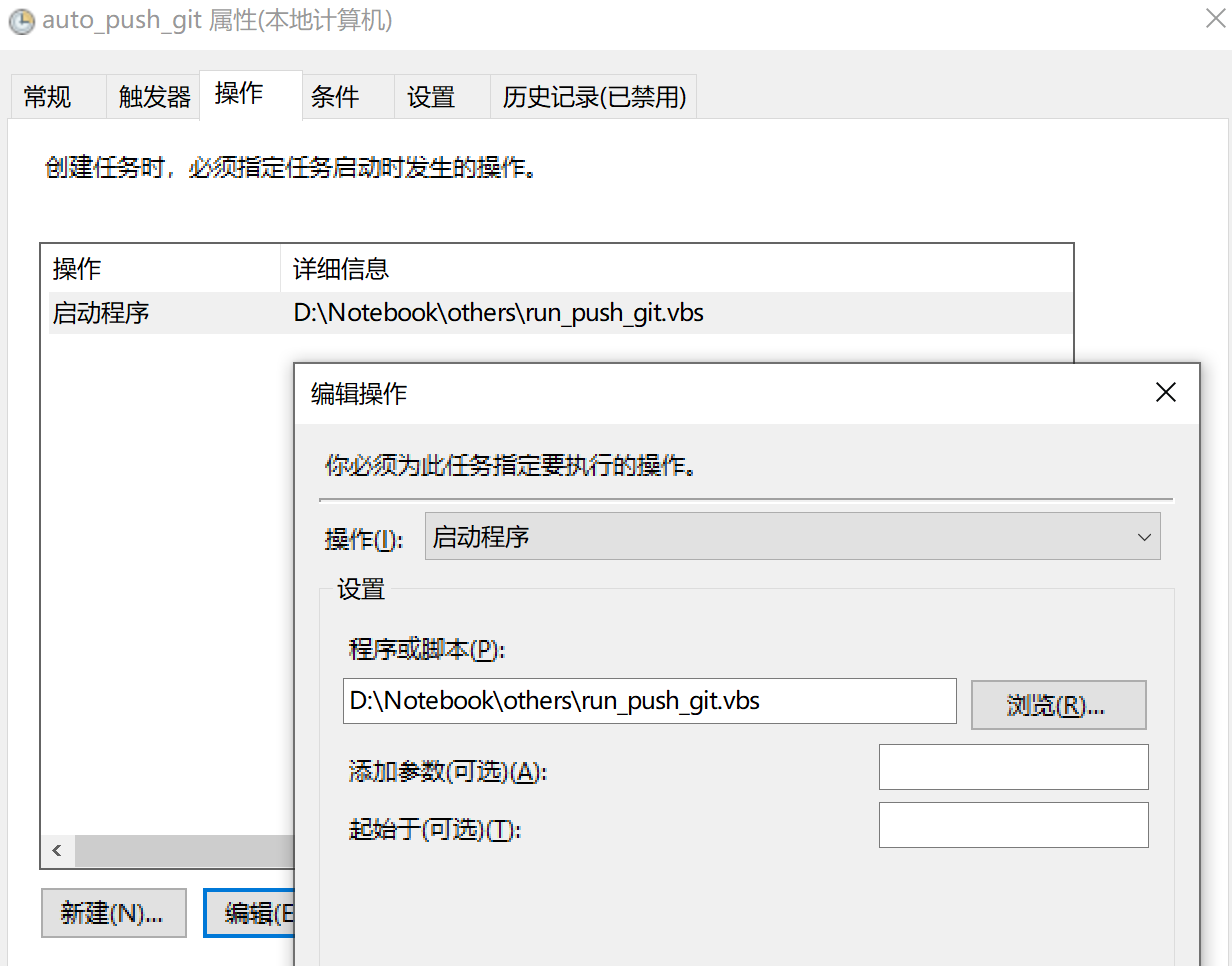 auto_push_git 属性(本地计算机)
常规 触发器 操作 条件 设置 历史记录(已禁用)
创建任务时，必须指定任务启动时发生的操作。
操作 详细信息
启动程序 D:\Notebook\others\run_push_git.vbs
编辑操作
你必须为此任务指定要执行的操作。
操作(I): 启动程序
设置
程序或脚本(P):
D:\Notebook\others\run_push_git.vbs 浏览(R)...
添加参数(可选)(A):
起始于(可选)(T):
新建(N)... 编辑(E